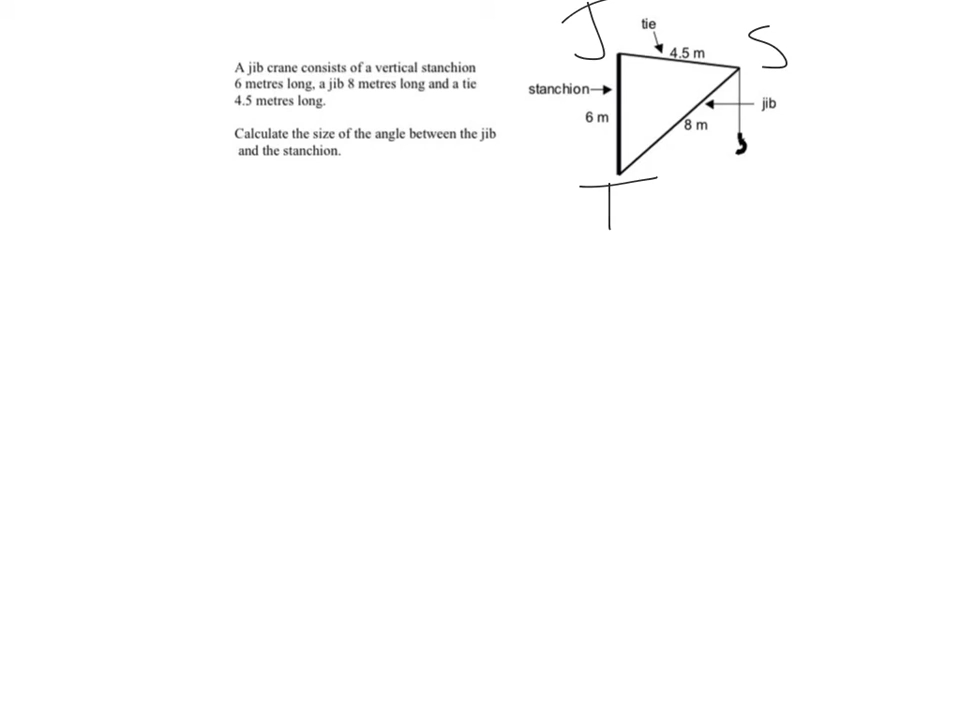 J
tie
S
4.5 m
A jib crane consists of a vertical stanchion
6 metres long, a jib 8 metres long and a tie
4.5 metres long.
stanchion
jib
6 m
8 m
Calculate the size of the angle between the jib
and the stanchion.
T